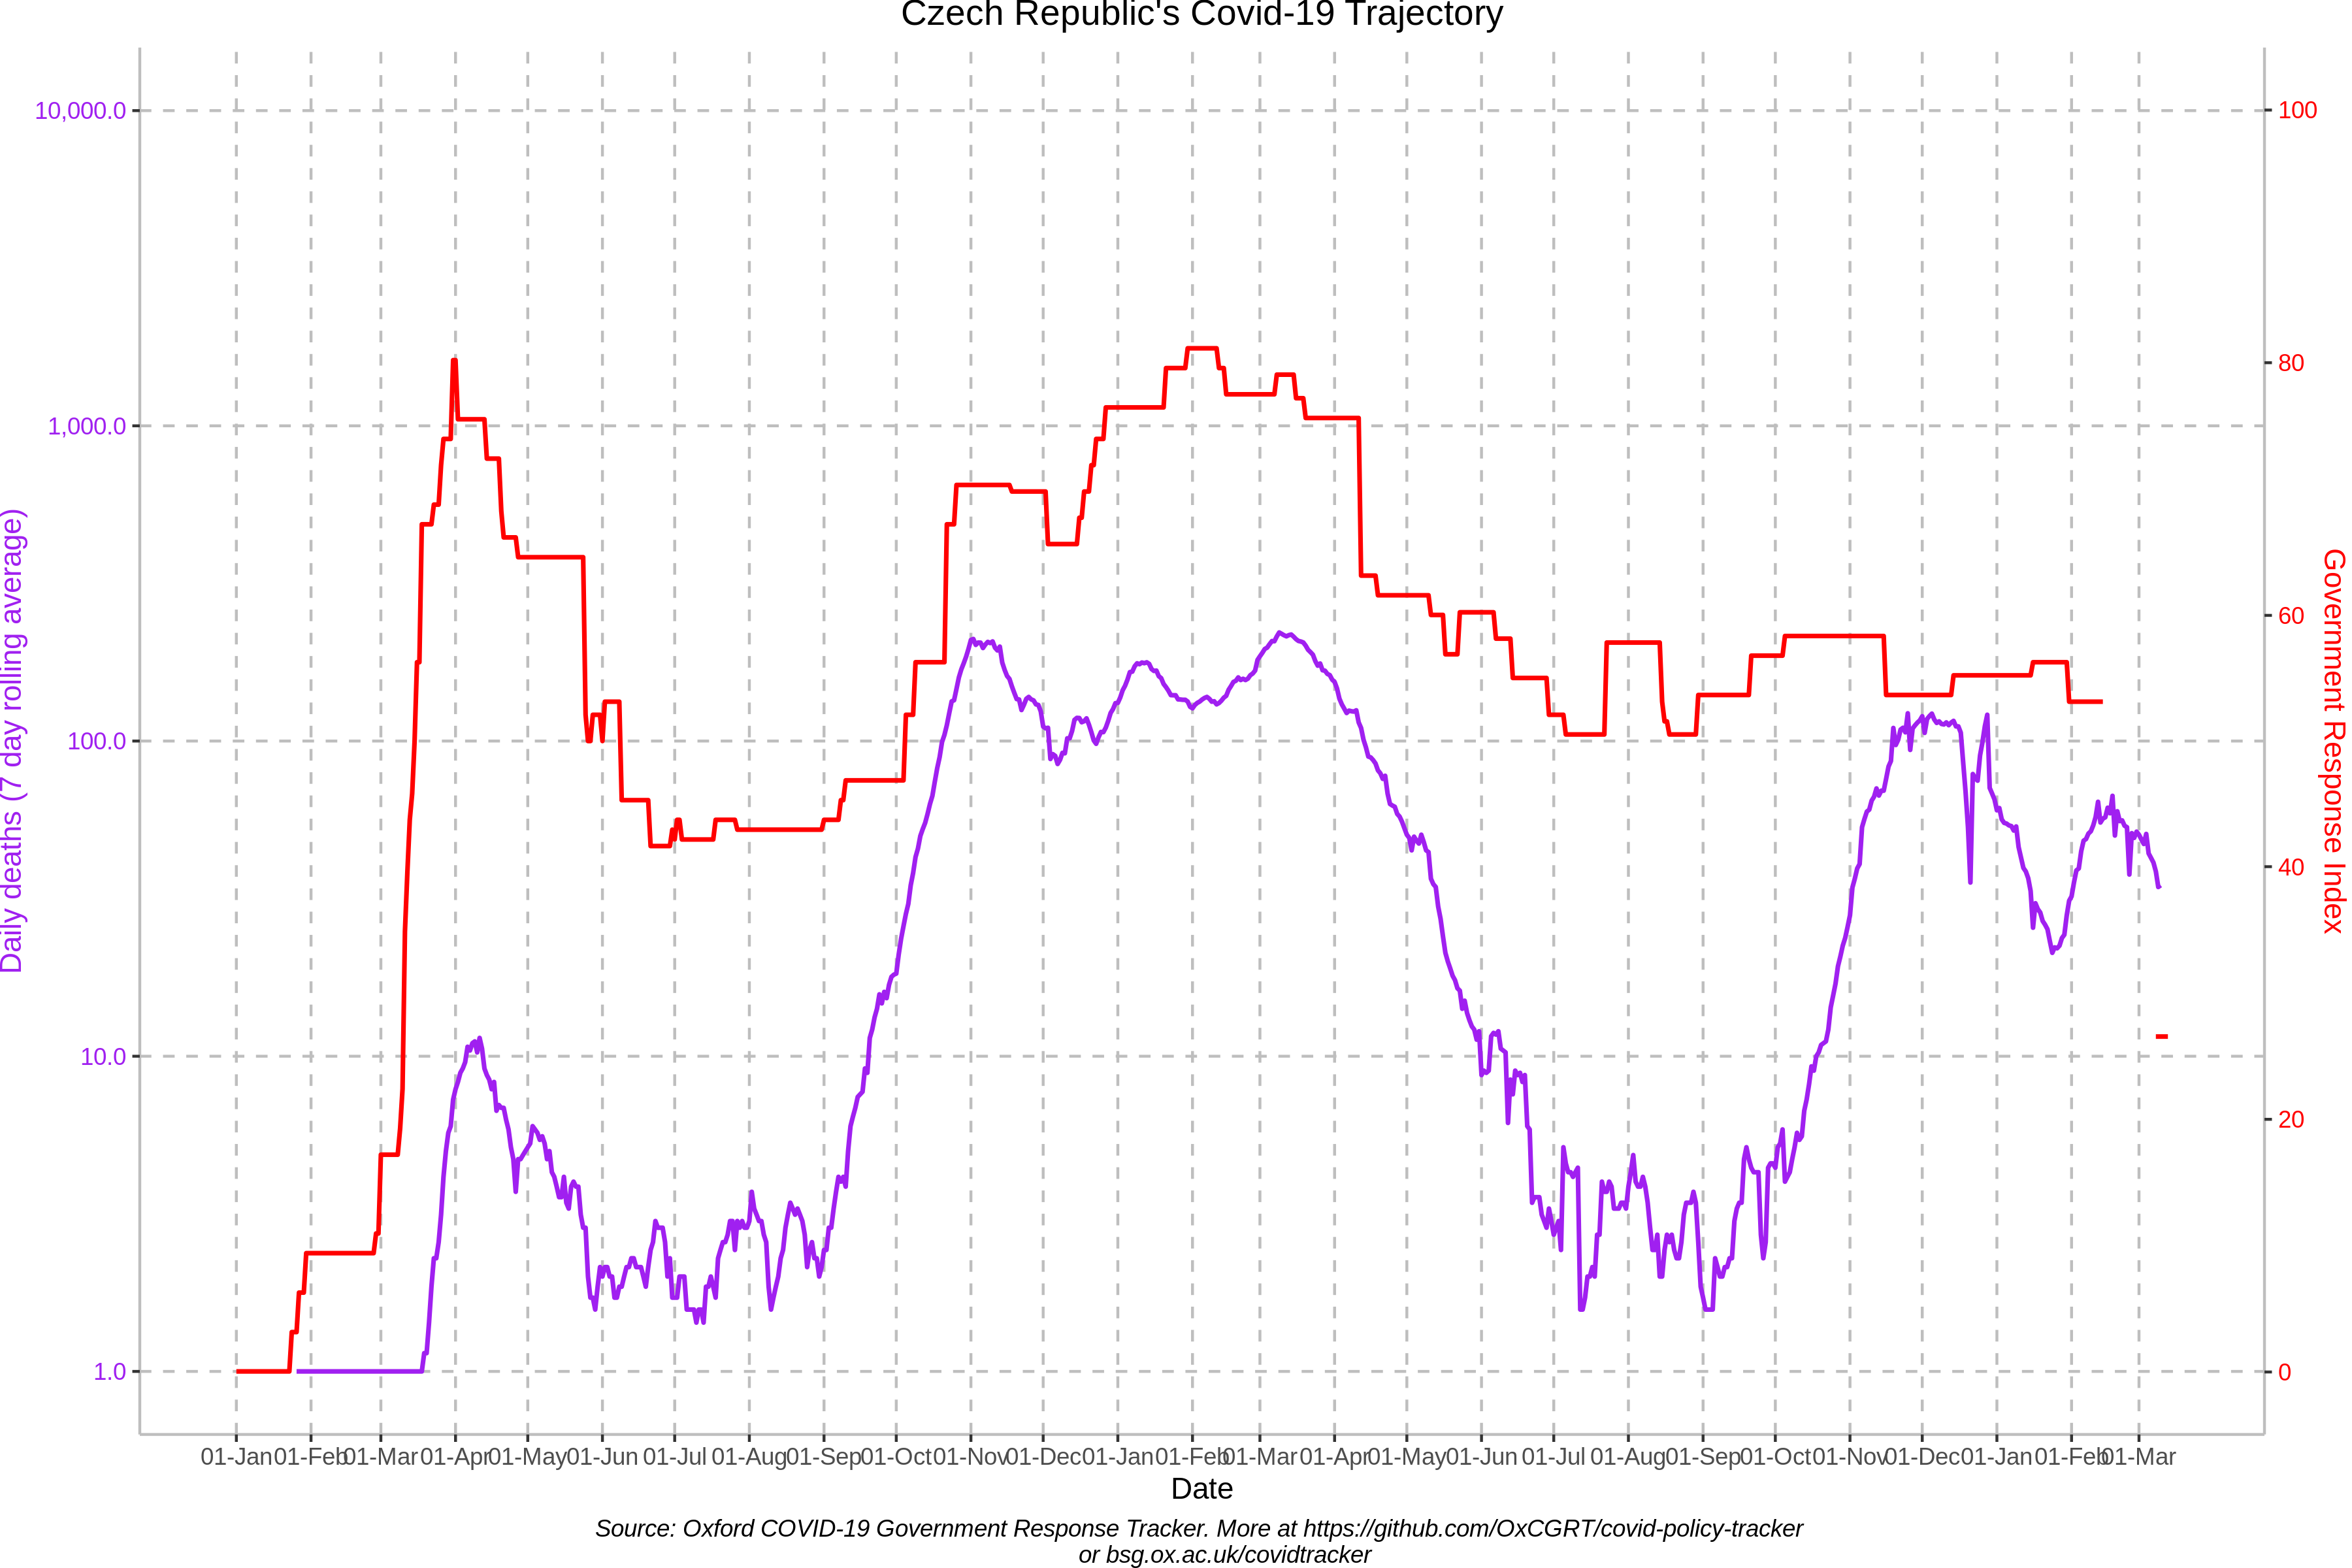 Czech Republic's Covid-19 Trajectory
10,000.0
1,000.0
100.0
10.0
1.0
Daily deaths (7 day rolling average)
100
80
60
40
20
0
Government Response Index
01-Jan 01-Feb 01-Mar 01-Apr 01-May 01-Jun 01-Jul 01-Aug 01-Sep 01-Oct 01-Nov 01-Dec 01-Jan 01-Feb 01-Mar 01-Apr 01-May 01-Jun 01-Jul 01-Aug 01-Sep 01-Oct 01-Nov 01-Dec 01-Jan 01-Feb 01-Mar
Date
Source: Oxford COVID-19 Government Response Tracker. More at https://github.com/OxCGRT/covid-policy-tracker
or bsg.ox.ac.uk/covidtracker